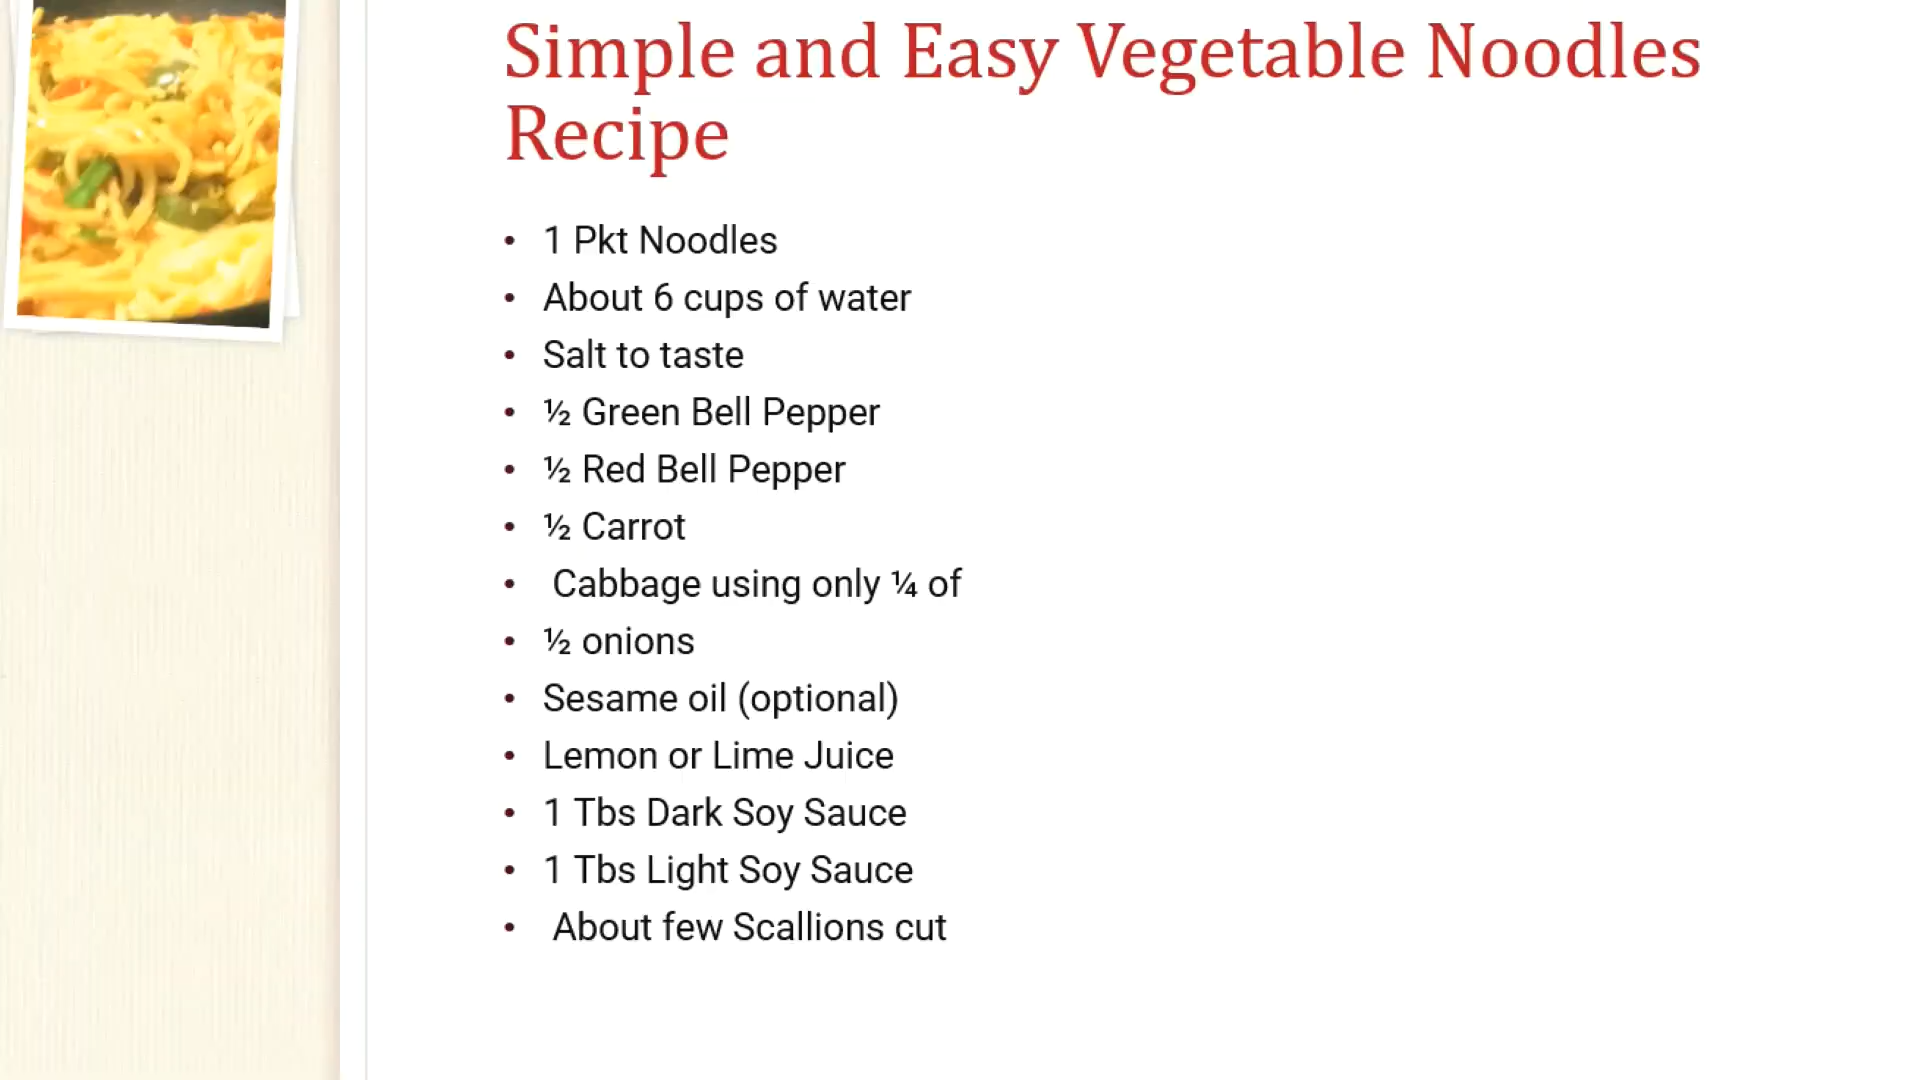 Simple and Easy Vegetable Noodles
Recipe
• 1 Pkt Noodles
• About 6 cups of water
• Salt to taste
• ½ Green Bell Pepper
• ½ Red Bell Pepper
• ½ Carrot
• Cabbage using only ¼ of
• ½ onions
• Sesame oil (optional)
• Lemon or Lime Juice
• 1 Tbs Dark Soy Sauce
• 1 Tbs Light Soy Sauce
• About few Scallions cut